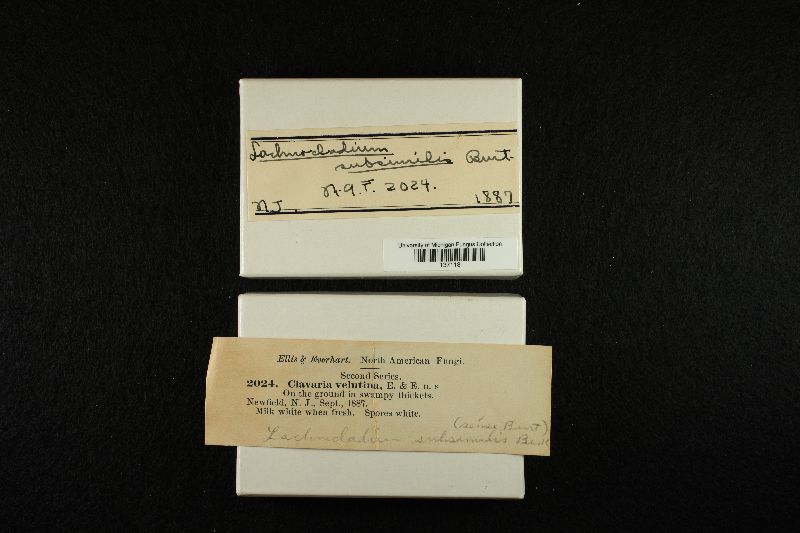 Lachnocladium
subsimilis Burt.
N.A.F. 2024.
N.J. 1887
University of Michigan Fungus Collection
Ellis & Everhart. North American Fungi.
Second Series.
2024. Clavaria velutina, E. & E. n. s
On the ground in swampy thickets.
Newfield, N. J., Sept., 1887.
Milk white when fresh. Spores white.
(sense Burt)
Lachnocladium subsimilis